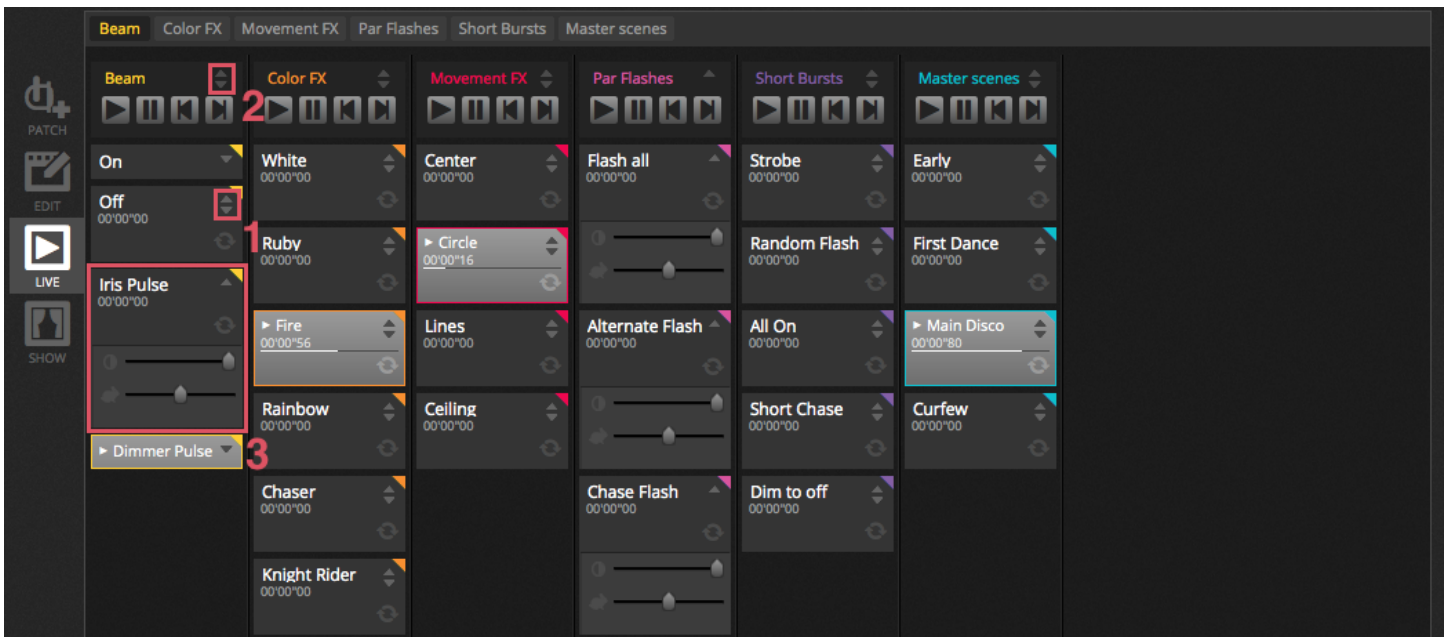 Beam Color FX Movement FX Par Flashes Short Bursts Master scenes
PATCH
EDIT
LIVE
SHOW
Beam
2
On
Off
00'00"00
1
Iris Pulse
00'00"00
Dimmer Pulse
3
Color FX
White
00'00"00
Ruby
00'00"00
Fire
00'00"56
Rainbow
00'00"00
Chaser
00'00"00
Knight Rider
00'00"00
Movement FX
Center
00'00"00
Circle
00'00"16
Lines
00'00"00
Ceiling
00'00"00
Par Flashes
Flash all
00'00"00
Alternate Flash
00'00"00
Chase Flash
00'00"00
Short Bursts
Strobe
00'00"00
Random Flash
00'00"00
All On
00'00"00
Short Chase
00'00"00
Dim to off
00'00"00
Master scenes
Early
00'00"00
First Dance
00'00"00
Main Disco
00'00"80
Curfew
00'00"00